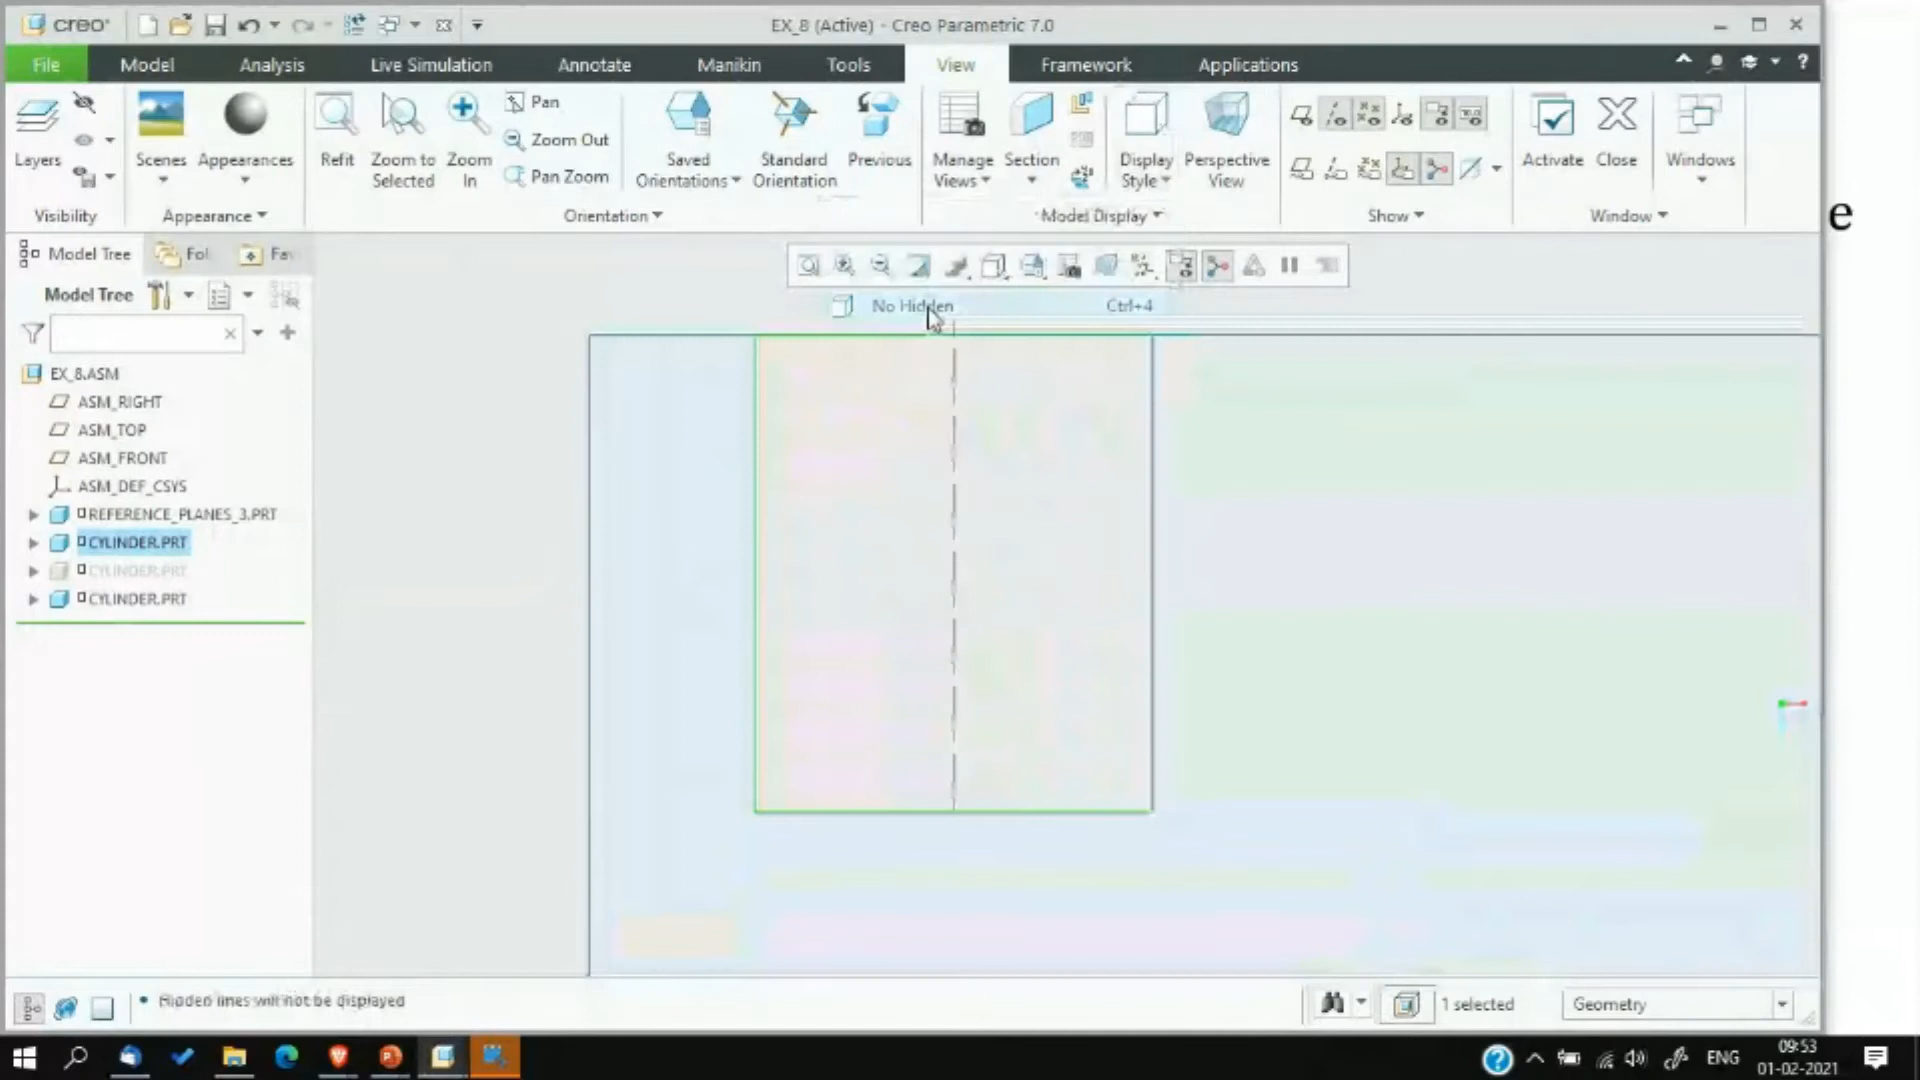 creo
EX_8 (Active) - Creo Parametric 7.0
File Model Analysis Live Simulation Annotate Manikin Tools View Framework Applications
Layers
Scenes
Appearances
Refit
Zoom to Selected
Zoom In
Pan
Zoom Out
Pan Zoom
Saved Orientations
Standard Orientation
Previous
Manage Views
Section
Display Style
Perspective View
Activate
Close
Windows
Visibility Appearance Orientation Model Display Show Window
e
Model Tree Fol Fav
Model Tree
No Hidden Ctrl+4
EX_8.ASM
ASM_RIGHT
ASM_TOP
ASM_FRONT
ASM_DEF_CSYS
REFERENCE_PLANES_3.PRT
CYLINDER.PRT
CYLINDER.PRT
CYLINDER.PRT
Hidden lines will not be displayed
1 selected
Geometry
ENG
09:53
01-02-2021